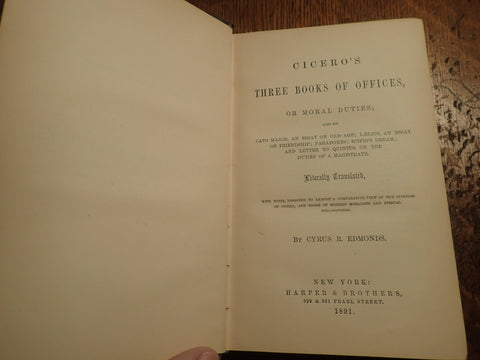 CICERO'S
THREE BOOKS OF OFFICES,
OR MORAL DUTIES;
ALSO HIS
CATO MAJOR, AN ESSAY ON OLD AGE; LÆLIUS, AN ESSAY
ON FRIENDSHIP; PARADOXES; SCIPIO'S DREAM;
AND LETTER TO QUINTUS ON THE
DUTIES OF A MAGISTRATE.
Literally Translated,
WITH NOTES, DESIGNED TO EXHIBIT A COMPARATIVE VIEW OF THE OPINIONS
OF CICERO, AND THOSE OF MODERN MORALISTS AND ETHICAL
PHILOSOPHERS.
BY CYRUS R. EDMONDS.
NEW YORK:
HARPER & BROTHERS,
329 & 331 PEARL STREET.
1891.